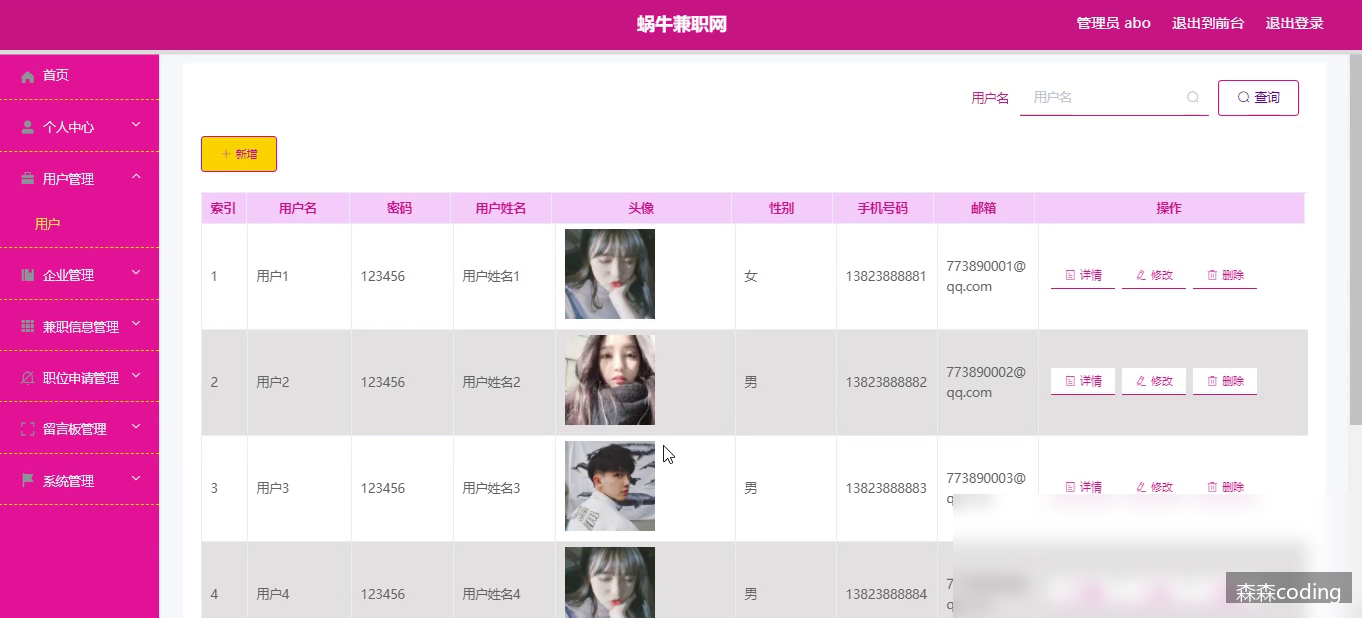 蜗牛兼职网
管理员 abo 退出到前台 退出登录
首页
个人中心
用户管理
用户
企业管理
兼职信息管理
职位申请管理
留言板管理
系统管理
用户名 用户名 查询
+ 新增
索引 用户名 密码 用户姓名 头像 性别 手机号码 邮箱 操作
1 用户1 123456 用户姓名1 女 13823888881 773890001@
qq.com 详情 修改 删除
2 用户2 123456 用户姓名2 男 13823888882 773890002@
qq.com 详情 修改 删除
3 用户3 123456 用户姓名3 男 13823888883 773890003@
详情 修改 删除
4 用户4 123456 用户姓名4 男 13823888884
森森coding